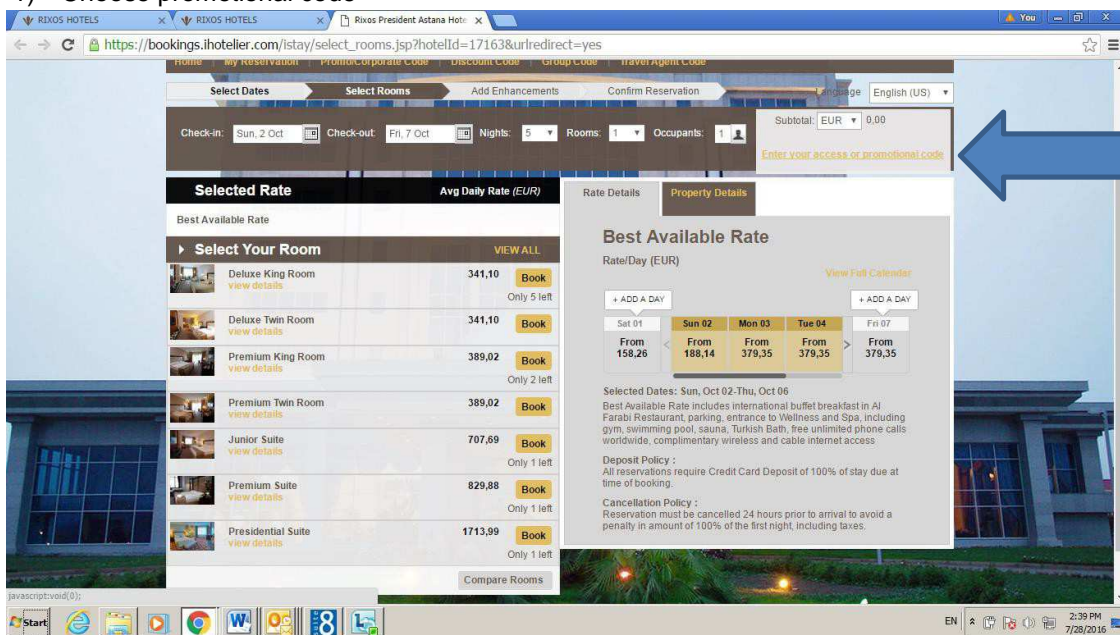 4) Choose promotional code
RIXOS HOTELS
RIXOS HOTELS
Rixos President Astana Hote
You
https://bookings.ihotelier.com/istay/select_rooms.jsp?hotelId=17163&urlredirect=yes
Home | My Reservation | Promo/Corporate Code | Discount Code | Group Code | Travel Agent Code
Select Dates Select Rooms Add Enhancements Confirm Reservation Language English (US)
Check-in: Sun, 2 Oct Check-out: Fri, 7 Oct Nights: 5 Rooms: 1 Occupants: 1
Subtotal: EUR 0,00
Enter your access or promotional code
Selected Rate Avg Daily Rate (EUR)
Best Available Rate
Select Your Room VIEW ALL
Deluxe King Room 341,10 Book
view details
Only 5 left
Deluxe Twin Room 341,10 Book
view details
Premium King Room 389,02 Book
view details
Only 2 left
Premium Twin Room 389,02 Book
view details
Junior Suite 707,69 Book
view details
Only 1 left
Premium Suite 829,88 Book
view details
Only 1 left
Presidential Suite 1713,99 Book
view details
Only 1 left
Compare Rooms
Rate Details Property Details
Best Available Rate
Rate/Day (EUR)
View Full Calendar
+ ADD A DAY + ADD A DAY
Sat 01 Sun 02 Mon 03 Tue 04 Fri 07
From From From From From
158,26 188,14 379,35 379,35 379,35
Selected Dates: Sun, Oct 02-Thu, Oct 06
Best Available Rate includes international buffet breakfast in Al
Farabi Restaurant, parking, entrance to Wellness and Spa, including
gym, swimming pool, sauna, Turkish Bath, free unlimited phone calls
worldwide, complimentary wireless and cable internet access
Deposit Policy :
All reservations require Credit Card Deposit of 100% of stay due at
time of booking.
Cancellation Policy :
Reservation must be cancelled 24 hours prior to arrival to avoid a
penalty in amount of 100% of the first night, including taxes.
javascript:void(0);
Start
EN
2:39 PM
7/28/2016